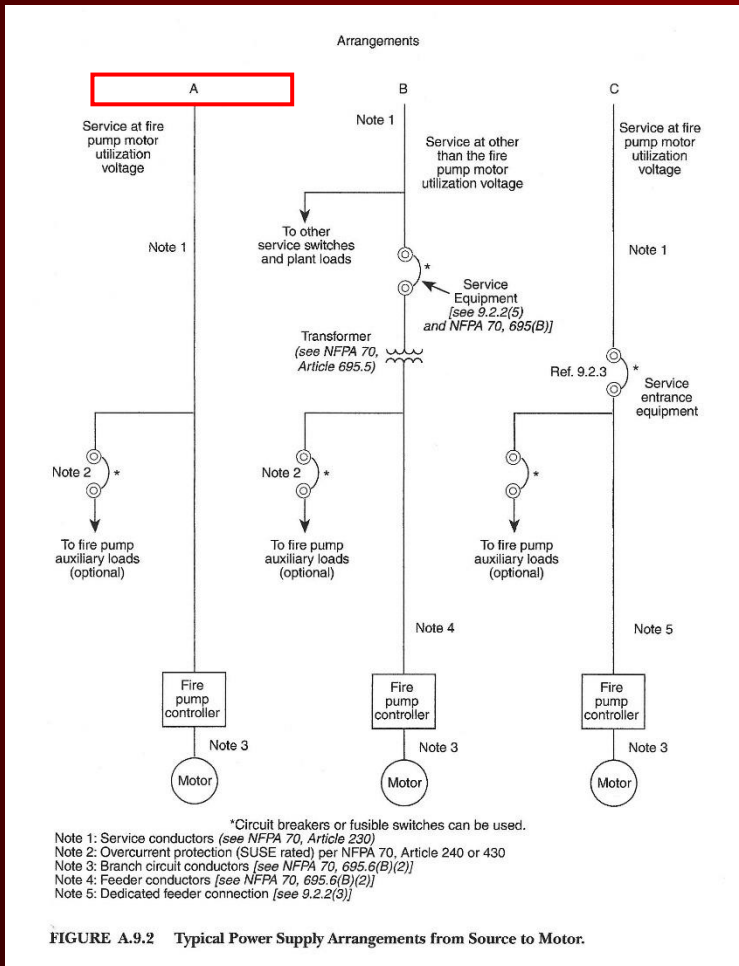 Arrangements
A
Service at fire
pump motor
utilization
voltage
Note 1
Note 2
*
To fire pump
auxiliary loads
(optional)
Fire
pump
controller
Note 3
Motor
B
Note 1
Service at other
than the fire
pump motor
utilization voltage
To other
service switches
and plant loads
*
Service
Equipment
[see 9.2.2(5)
and NFPA 70, 695(B)]
Transformer
(see NFPA 70,
Article 695.5)
Note 2
*
To fire pump
auxiliary loads
(optional)
Note 4
Fire
pump
controller
Note 3
Motor
C
Service at fire
pump motor
utilization
voltage
Note 1
Ref. 9.2.3
*
Service
entrance
equipment
*
To fire pump
auxiliary loads
(optional)
Note 5
Fire
pump
controller
Note 3
Motor
*Circuit breakers or fusible switches can be used.
Note 1: Service conductors (see NFPA 70, Article 230)
Note 2: Overcurrent protection (SUSE rated) per NFPA 70, Article 240 or 430
Note 3: Branch circuit conductors [see NFPA 70, 695.6(B)(2)]
Note 4: Feeder conductors [see NFPA 70, 695.6(B)(2)]
Note 5: Dedicated feeder connection [see 9.2.2(3)]
FIGURE A.9.2 Typical Power Supply Arrangements from Source to Motor.